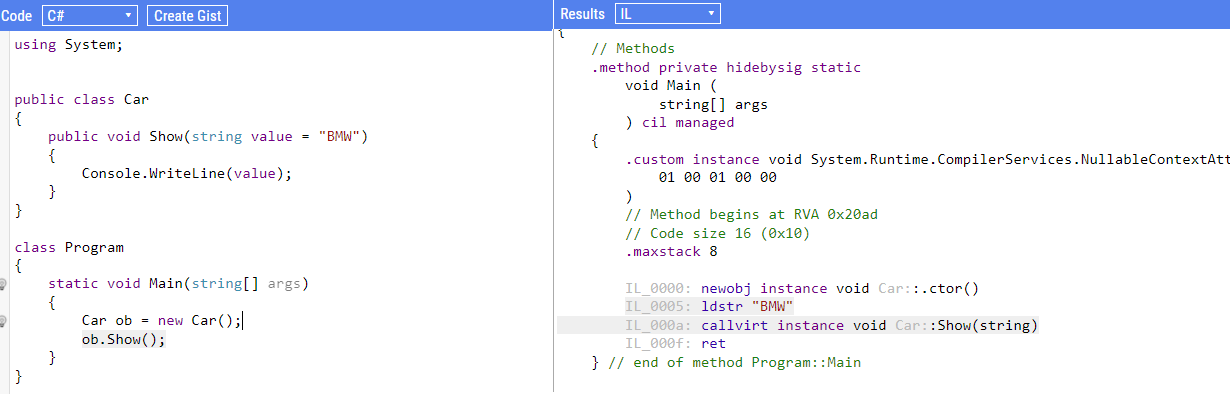 Code C# Create Gist
using System;
public class Car
{
public void Show(string value = "BMW")
{
Console.WriteLine(value);
}
}
class Program
{
static void Main(string[] args)
{
Car ob = new Car();
ob.Show();
}
}
Results IL
{
// Methods
.method private hidebysig static
void Main (
string[] args
) cil managed
{
.custom instance void System.Runtime.CompilerServices.NullableContextAtt
01 00 01 00 00
)
// Method begins at RVA 0x20ad
// Code size 16 (0x10)
.maxstack 8
IL_0000: newobj instance void Car::.ctor()
IL_0005: ldstr "BMW"
IL_000a: callvirt instance void Car::Show(string)
IL_000f: ret
} // end of method Program::Main